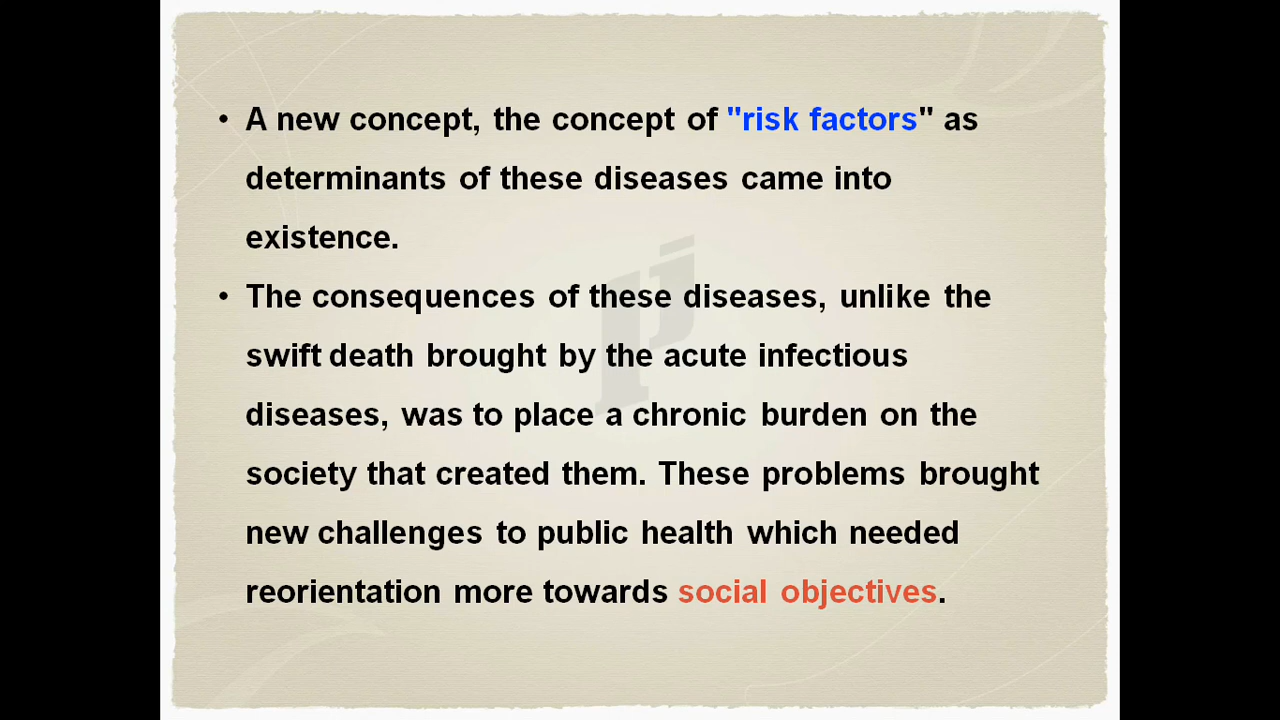 • A new concept, the concept of "risk factors" as
determinants of these diseases came into
existence.
• The consequences of these diseases, unlike the
swift death brought by the acute infectious
diseases, was to place a chronic burden on the
society that created them. These problems brought
new challenges to public health which needed
reorientation more towards social objectives.